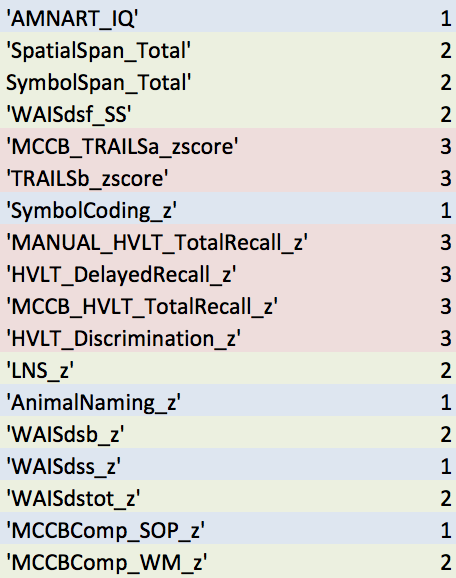 'AMNART_IQ' 1
'SpatialSpan_Total' 2
SymbolSpan_Total' 2
'WAISdsf_SS' 2
'MCCB_TRAILSa_zscore' 3
'TRAILSb_zscore' 3
'SymbolCoding_z' 1
'MANUAL_HVLT_TotalRecall_z' 3
'HVLT_DelayedRecall_z' 3
'MCCB_HVLT_TotalRecall_z' 3
'HVLT_Discrimination_z' 3
'LNS_z' 2
'AnimalNaming_z' 1
'WAISdsb_z' 2
'WAISdss_z' 1
'WAISdstot_z' 2
'MCCBComp_SOP_z' 1
'MCCBComp_WM_z' 2